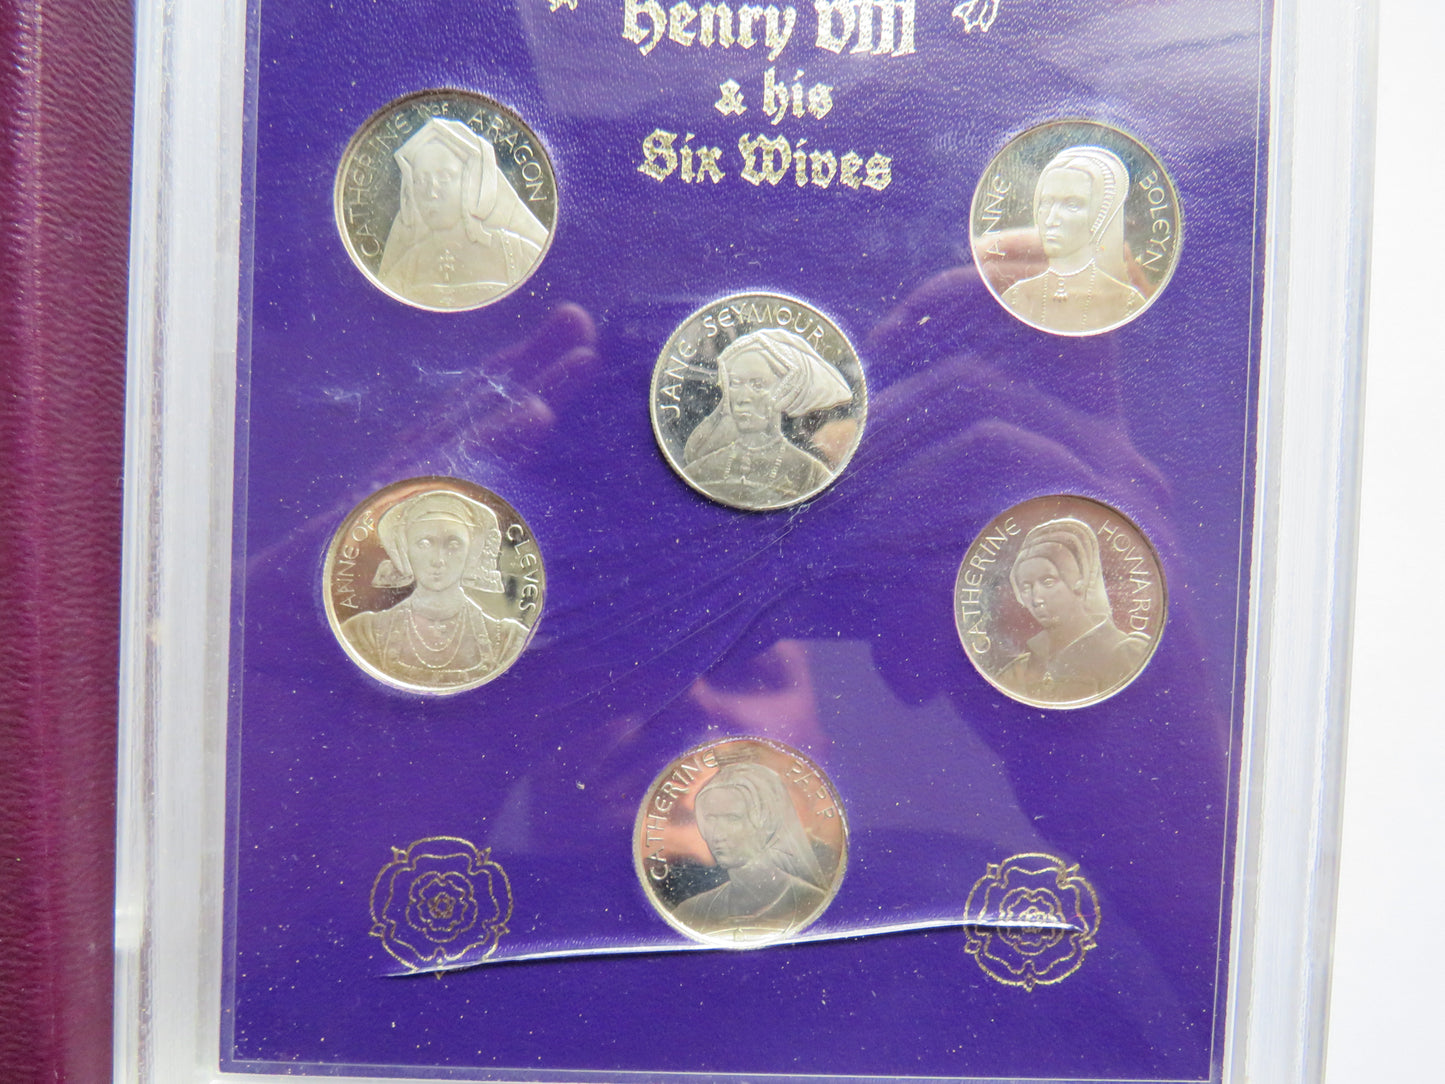 Henry VIII
& his
Six Wives
CATHERINE OF ARAGON
ANNE BOLEYN
JANE SEYMOUR
ANNE OF CLEVES
CATHERINE HOWARD
CATHERINE PARR